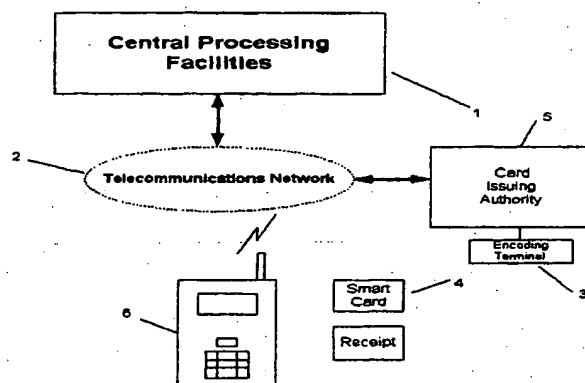 Central Processing
Facilities
1
5
2
Telecommunications Network
Card
Issuing
Authority
Encoding
Terminal
3
4
Smart
Card
6
Receipt